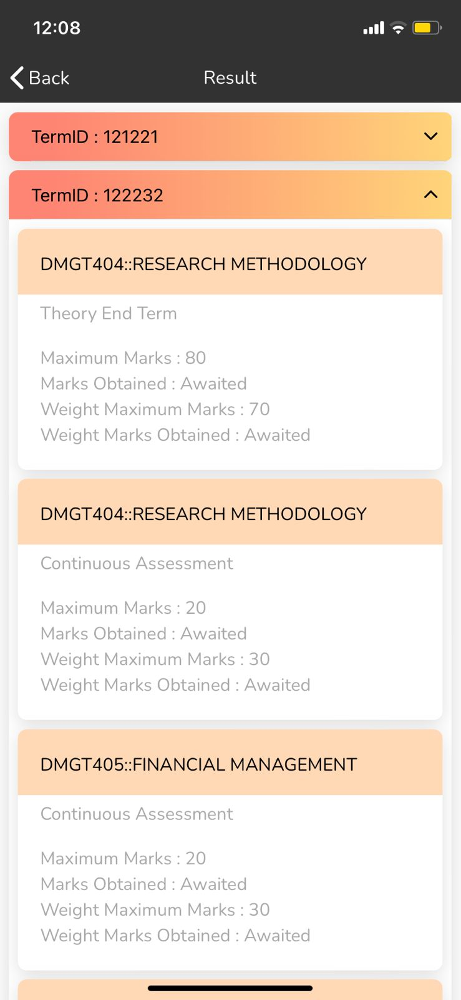 12:08
Back
Result
TermID : 121221
TermID : 122232
DMGT404::RESEARCH METHODOLOGY
Theory End Term
Maximum Marks : 80
Marks Obtained : Awaited
Weight Maximum Marks : 70
Weight Marks Obtained : Awaited
DMGT404::RESEARCH METHODOLOGY
Continuous Assessment
Maximum Marks : 20
Marks Obtained : Awaited
Weight Maximum Marks : 30
Weight Marks Obtained : Awaited
DMGT405::FINANCIAL MANAGEMENT
Continuous Assessment
Maximum Marks : 20
Marks Obtained : Awaited
Weight Maximum Marks : 30
Weight Marks Obtained : Awaited